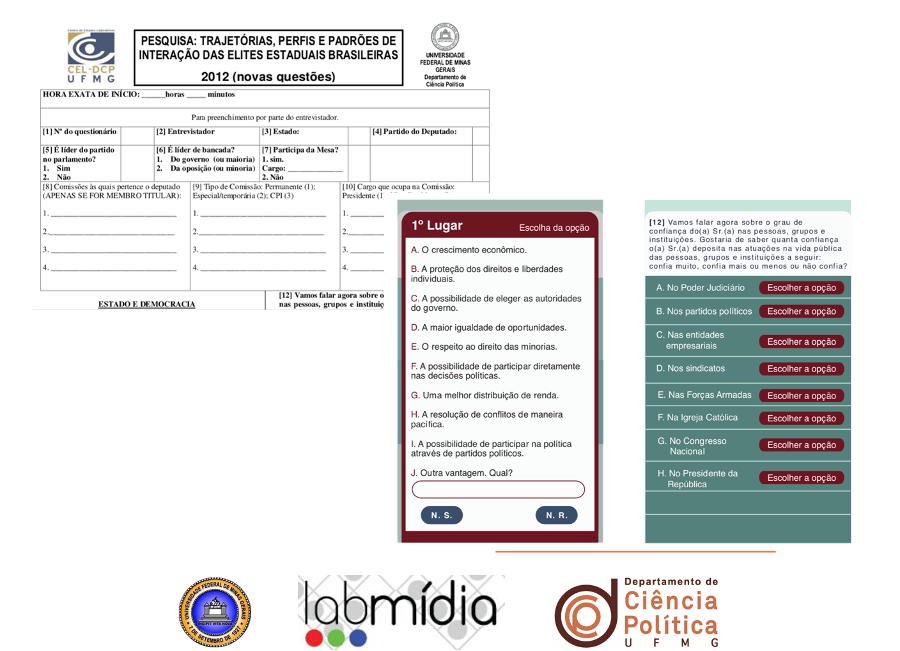 CEL-DCP
UFMG
PESQUISA: TRAJETÓRIAS, PERFIS E PADRÕES DE
INTERAÇÃO DAS ELITES ESTADUAIS BRASILEIRAS
2012 (novas questões)
UNIVERSIDADE
FEDERAL DE MINAS
GERAIS
Departamento de
Ciência Política
HORA EXATA DE INÍCIO: ______horas _____ minutos
Para preenchimento por parte do entrevistador.
[1] Nº do questionário
[2] Entrevistador
[3] Estado:
[4] Partido do Deputado:
[5] É líder do partido
no parlamento?
1. Sim
2. Não
[6] É líder de bancada?
1. Do governo (ou maioria)
2. Da oposição (ou minoria)
[7] Participa da Mesa?
1. sim.
Cargo: ______________
2. Não
[8] Comissões às quais pertence o deputado
(APENAS SE FOR MEMBRO TITULAR):
1. ____________________________
2.____________________________
3. ____________________________
4. ____________________________
[9] Tipo de Comissão: Permanente (1);
Especial/temporária (2); CPI (3)
1. ____________________________
2.____________________________
3. ____________________________
4. ____________________________
[10] Cargo que ocupa na Comissão:
Presidente (1
1. ________
2.________
3. ________
4. ________
ESTADO E DEMOCRACIA
[12] Vamos falar agora sobre o
nas pessoas, grupos e instituiç
1º Lugar
Escolha da opção
A. O crescimento econômico.
B. A proteção dos direitos e liberdades
individuais.
C. A possibilidade de eleger as autoridades
do governo.
D. A maior igualdade de oportunidades.
E. O respeito ao direito das minorias.
F. A possibilidade de participar diretamente
nas decisões políticas.
G. Uma melhor distribuição de renda.
H. A resolução de conflitos de maneira
pacífica.
I. A possibilidade de participar na política
através de partidos políticos.
J. Outra vantagem. Qual?
N. S.
N. R.
[12] Vamos falar agora sobre o grau de
confiança do(a) Sr.(a) nas pessoas, grupos e
instituições. Gostaria de saber quanta confiança
o(a) Sr.(a) deposita nas atuações na vida pública
das pessoas, grupos e instituições a seguir:
confia muito, confia mais ou menos ou não confia?
A. No Poder Judiciário Escolher a opção
B. Nos partidos políticos Escolher a opção
C. Nas entidades
empresariais Escolher a opção
D. Nos sindicatos Escolher a opção
E. Nas Forças Armadas Escolher a opção
F. Na Igreja Católica Escolher a opção
G. No Congresso
Nacional Escolher a opção
H. No Presidente da
República Escolher a opção
UNIVERSIDADE FEDERAL DE MINAS GERAIS
7 DE SETEMBRO DE 1927
labmídia
Departamento de
Ciência
Política
UFMG